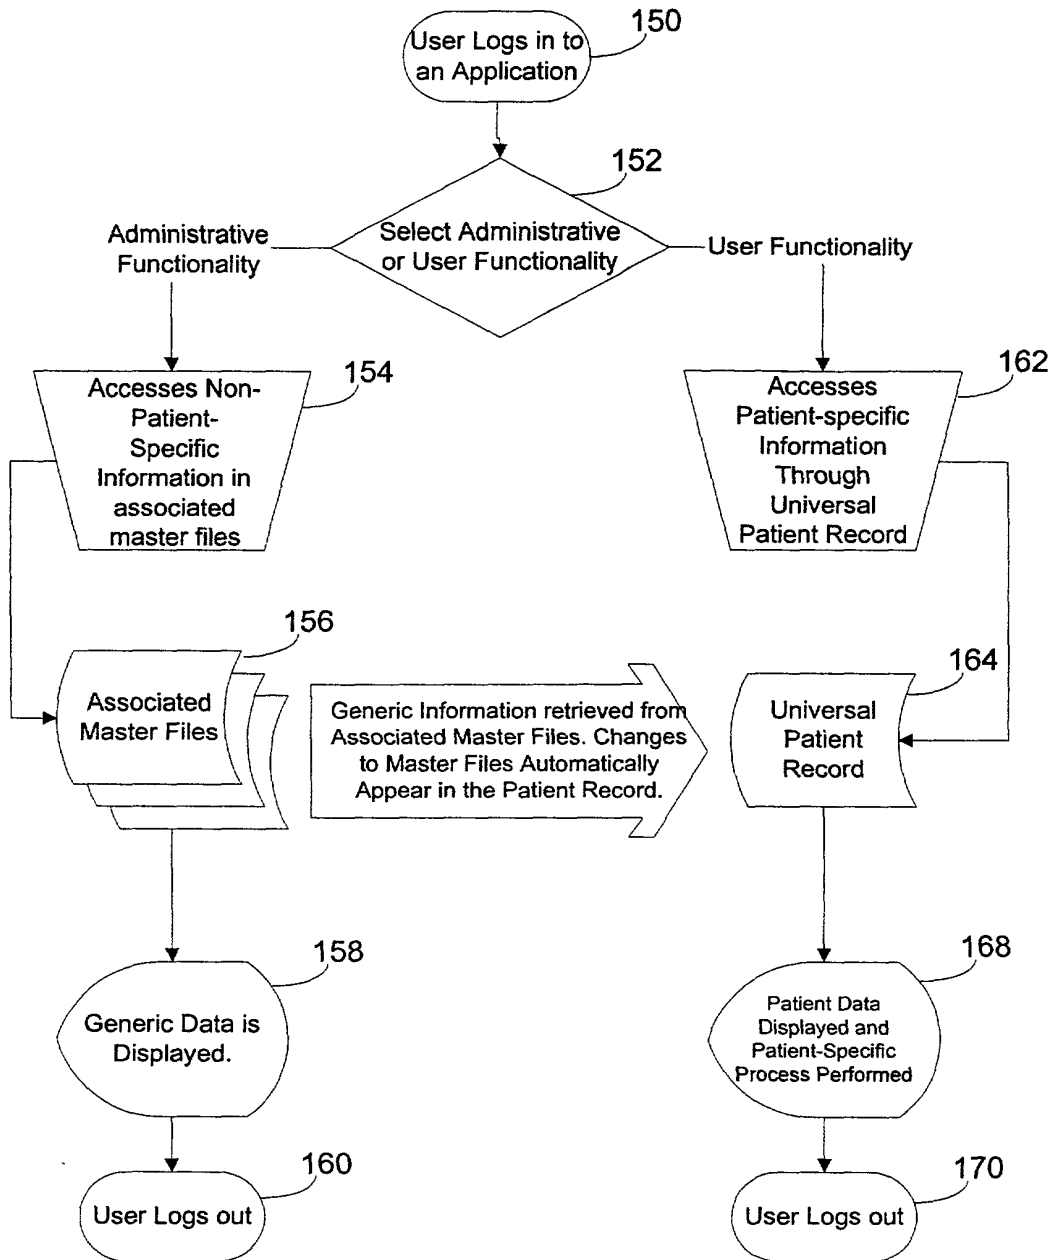 User Logs in to
an Application
150
152
Select Administrative
or User Functionality
Administrative
Functionality
User Functionality
154
Accesses Non-
Patient-
Specific
Information in
associated
master files
162
Accesses
Patient-specific
Information
Through
Universal
Patient Record
156
Associated
Master Files
Generic Information retrieved from
Associated Master Files. Changes
to Master Files Automatically
Appear in the Patient Record.
164
Universal
Patient
Record
158
Generic Data is
Displayed.
168
Patient Data
Displayed and
Patient-Specific
Process Performed
160
User Logs out
170
User Logs out